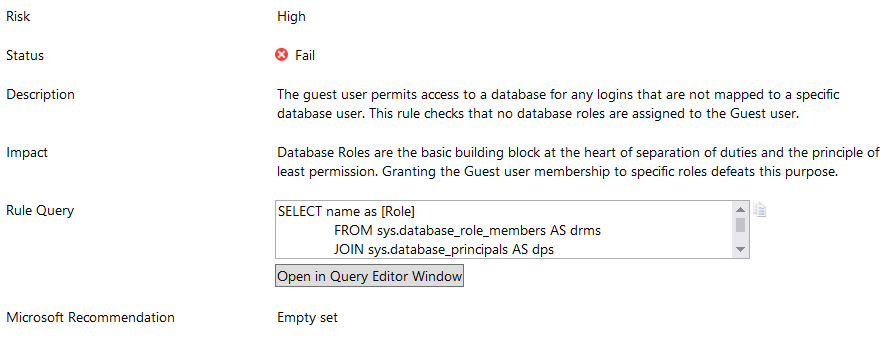 Risk High
Status Fail
Description The guest user permits access to a database for any logins that are not mapped to a specific
database user. This rule checks that no database roles are assigned to the Guest user.
Impact Database Roles are the basic building block at the heart of separation of duties and the principle of
least permission. Granting the Guest user membership to specific roles defeats this purpose.
Rule Query SELECT name as [Role]
FROM sys.database_role_members AS drms
JOIN sys.database_principals AS dps
Open in Query Editor Window
Microsoft Recommendation Empty set